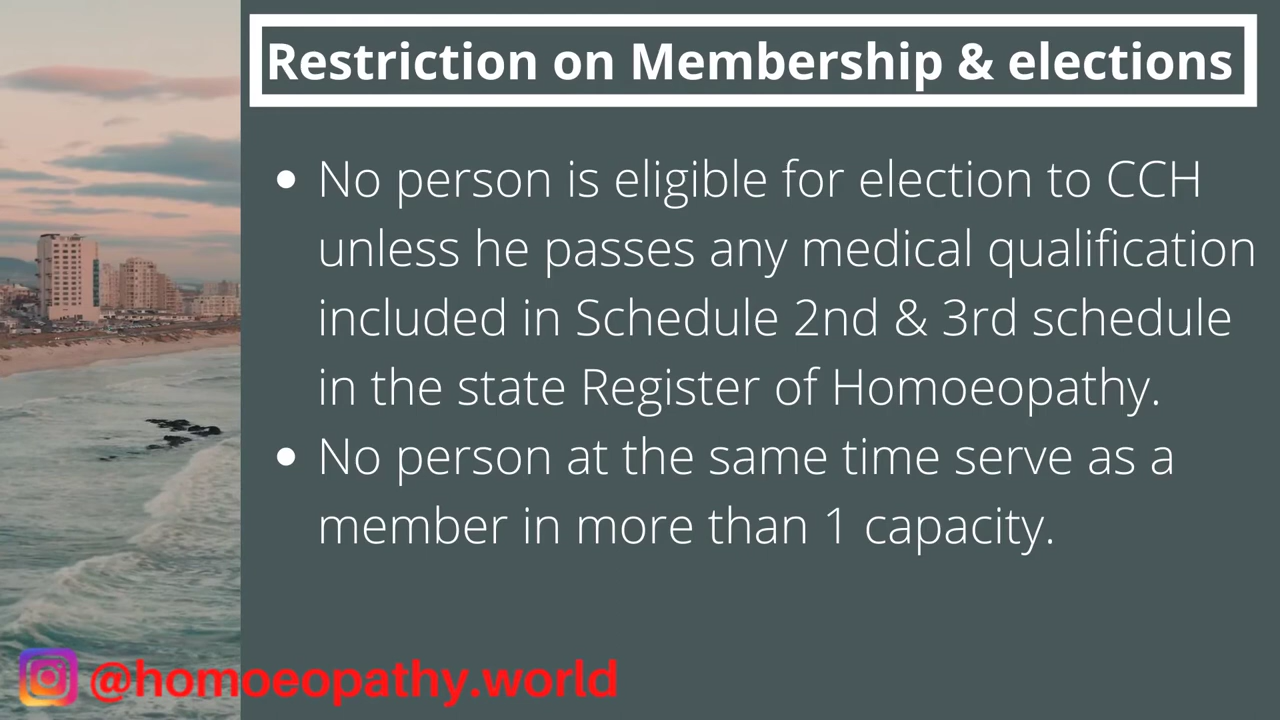 Restriction on Membership & elections
• No person is eligible for election to CCH
unless he passes any medical qualification
included in Schedule 2nd & 3rd schedule
in the state Register of Homoeopathy.
• No person at the same time serve as a
member in more than 1 capacity.
@homoeopathy.world